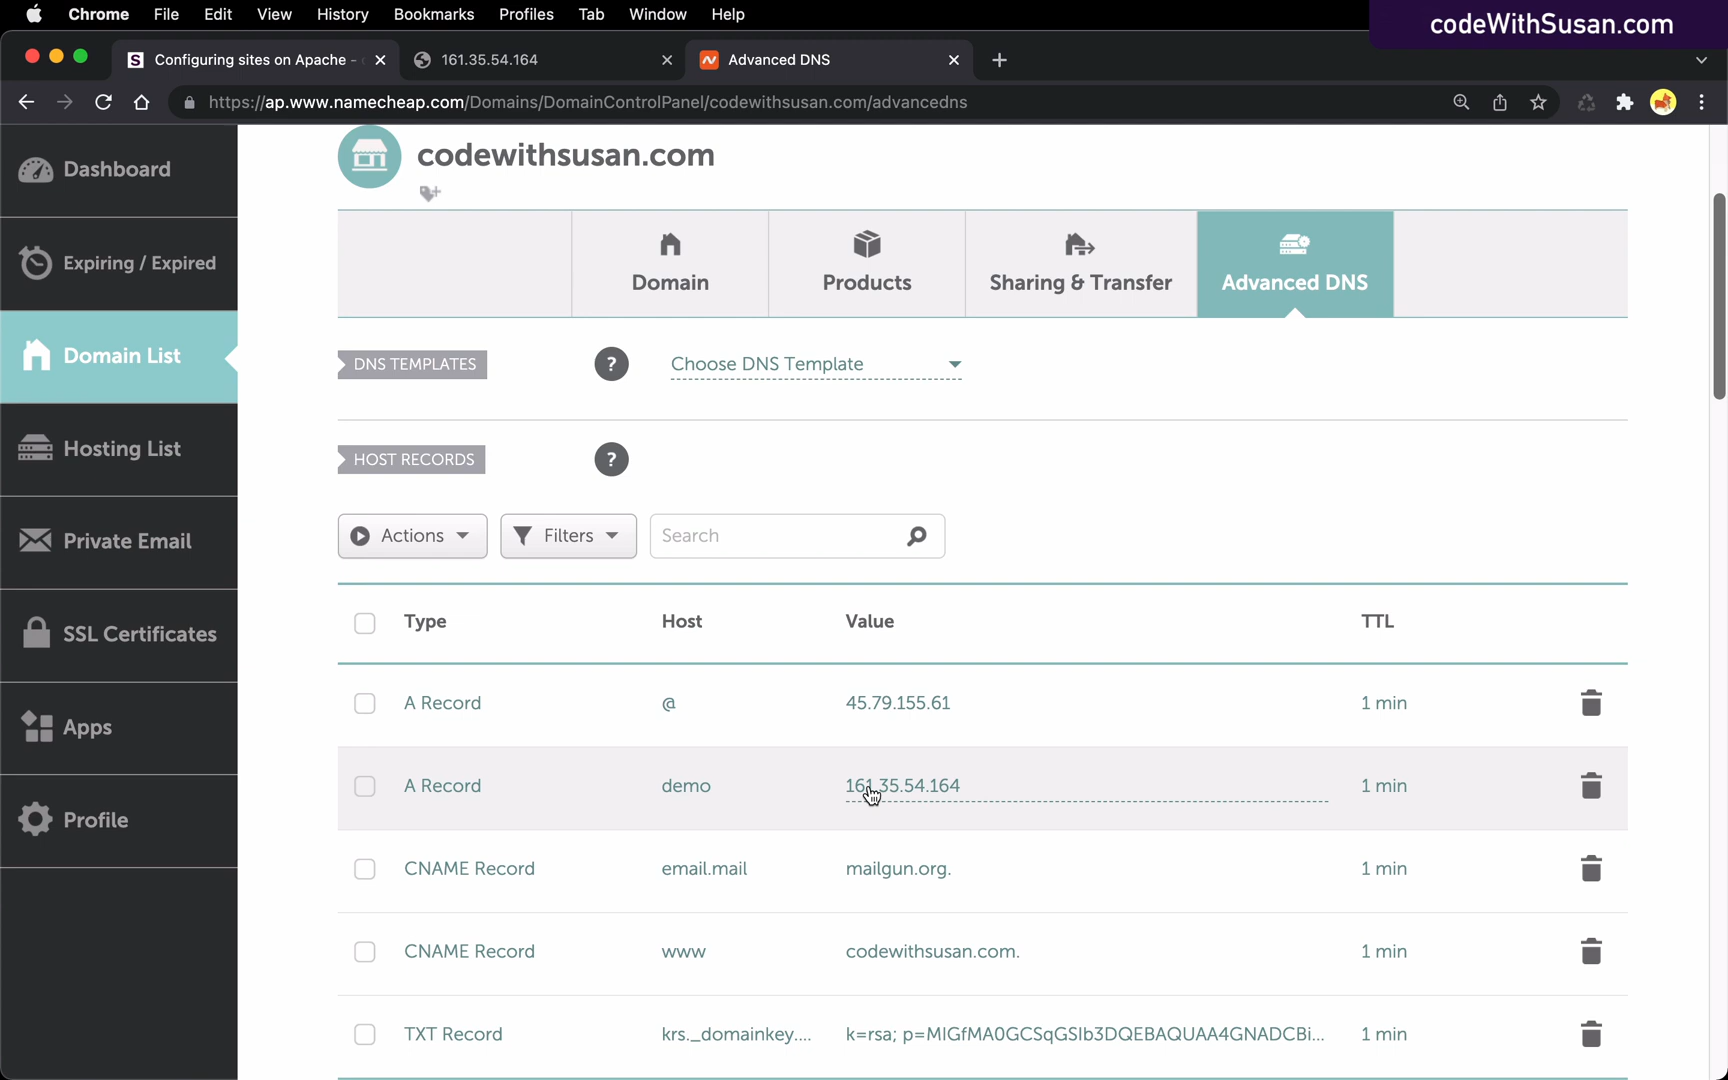 Chrome File Edit View History Bookmarks Profiles Tab Window Help
codeWithSusan.com
Configuring sites on Apache -
161.35.54.164
Advanced DNS
https://ap.www.namecheap.com/Domains/DomainControlPanel/codewithsusan.com/advancedns
Dashboard
Expiring / Expired
Domain List
Hosting List
Private Email
SSL Certificates
Apps
Profile
codewithsusan.com
Domain
Products
Sharing & Transfer
Advanced DNS
DNS TEMPLATES ? Choose DNS Template
HOST RECORDS ?
Actions Filters Search
Type Host Value TTL
A Record @ 45.79.155.61 1 min
A Record demo 161.35.54.164 1 min
CNAME Record email.mail mailgun.org. 1 min
CNAME Record www codewithsusan.com. 1 min
TXT Record krs._domainkey.... k=rsa; p=MIGfMA0GCSqGSIb3DQEBAQUAA4GNADCBi... 1 min